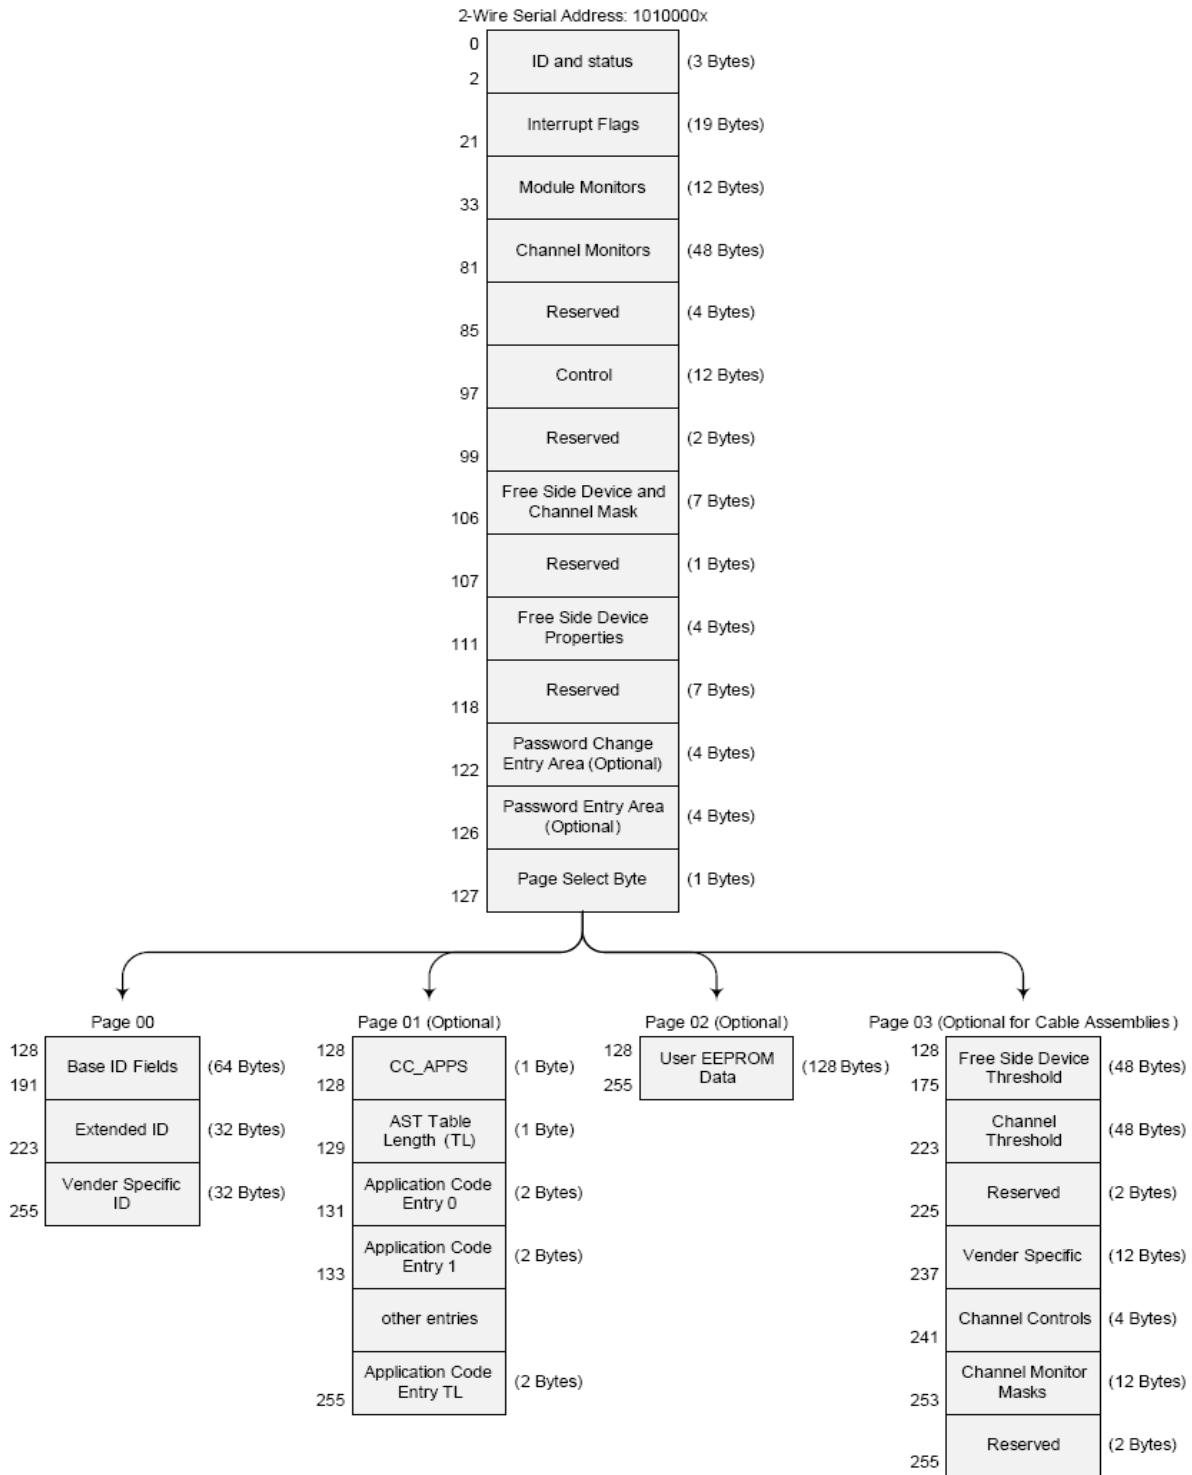 2-Wire Serial Address: 1010000x
0
ID and status
(3 Bytes)
2
Interrupt Flags
(19 Bytes)
21
Module Monitors
(12 Bytes)
33
Channel Monitors
(48 Bytes)
81
Reserved
(4 Bytes)
85
Control
(12 Bytes)
97
Reserved
(2 Bytes)
99
Free Side Device and
Channel Mask
(7 Bytes)
106
Reserved
(1 Bytes)
107
Free Side Device
Properties
(4 Bytes)
111
Reserved
(7 Bytes)
118
Password Change
Entry Area (Optional)
(4 Bytes)
122
Password Entry Area
(Optional)
(4 Bytes)
126
Page Select Byte
(1 Bytes)
127
Page 00
128
Base ID Fields
(64 Bytes)
191
Extended ID
(32 Bytes)
223
Vender Specific
ID
(32 Bytes)
255
Page 01 (Optional)
128
CC_APPS
(1 Byte)
128
AST Table
Length (TL)
(1 Byte)
129
Application Code
Entry 0
(2 Bytes)
131
Application Code
Entry 1
(2 Bytes)
133
other entries
Application Code
Entry TL
(2 Bytes)
255
Page 02 (Optional)
128
User EEPROM
Data
(128 Bytes)
255
Page 03 (Optional for Cable Assemblies)
128
Free Side Device
Threshold
(48 Bytes)
175
Channel
Threshold
(48 Bytes)
223
Reserved
(2 Bytes)
225
Vender Specific
(12 Bytes)
237
Channel Controls
(4 Bytes)
241
Channel Monitor
Masks
(12 Bytes)
253
Reserved
(2 Bytes)
255